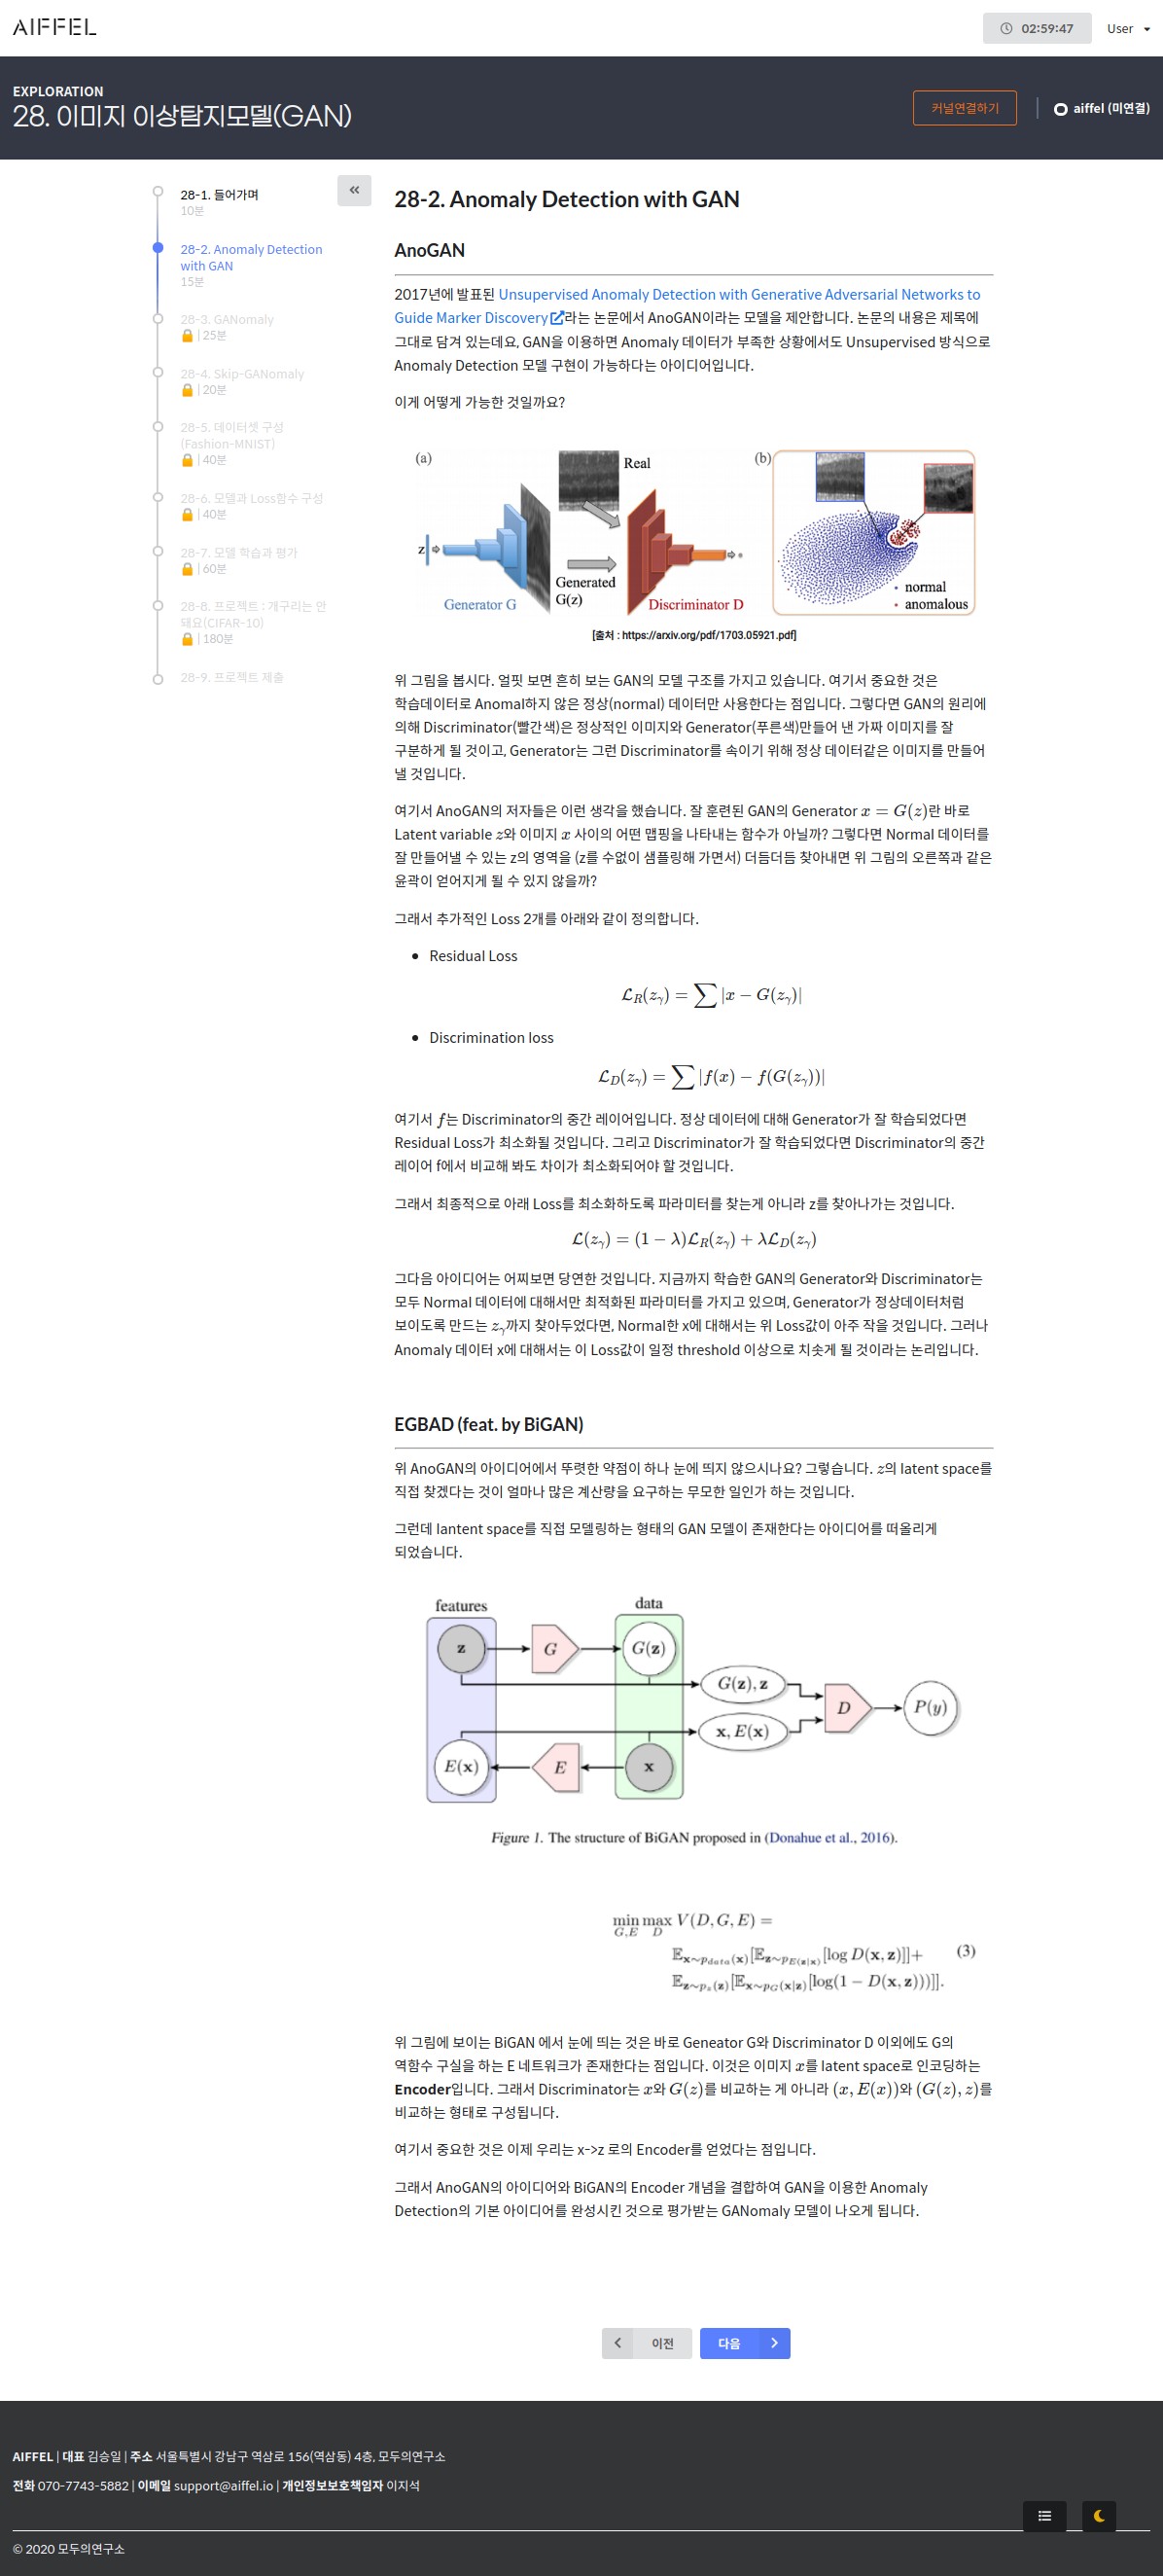 AIFFEL
02:59:47
User
EXPLORATION
28. 이미지 이상탐지모델(GAN)
커널연결하기
aiffel (미연결)
28-1. 들어가며
10분
28-2. Anomaly Detection
with GAN
15분
28-3. GANomaly
| 25분
28-4. Skip-GANomaly
| 20분
28-5. 데이터셋 구성
(Fashion-MNIST)
| 40분
28-6. 모델과 Loss함수 구성
| 40분
28-7. 모델 학습과 평가
| 60분
28-8. 프로젝트 : 개구리는 안
돼요(CIFAR-10)
| 180분
28-9. 프로젝트 제출
28-2. Anomaly Detection with GAN
AnoGAN
2017년에 발표된 Unsupervised Anomaly Detection with Generative Adversarial Networks to
Guide Marker Discovery라는 논문에서 AnoGAN이라는 모델을 제안합니다. 논문의 내용은 제목에
그대로 담겨 있는데요, GAN을 이용하면 Anomaly 데이터가 부족한 상황에서도 Unsupervised 방식으로
Anomaly Detection 모델 구현이 가능하다는 아이디어입니다.
이게 어떻게 가능한 것일까요?
(a)
Real
(b)
z
Generated
G(z)
Generator G
Discriminator D
normal
anomalous
[출처 : https://arxiv.org/pdf/1703.05921.pdf]
위 그림을 봅시다. 얼핏 보면 흔히 보는 GAN의 모델 구조를 가지고 있습니다. 여기서 중요한 것은
학습데이터로 Anomal하지 않은 정상(normal) 데이터만 사용한다는 점입니다. 그렇다면 GAN의 원리에
의해 Discriminator(빨간색)은 정상적인 이미지와 Generator(푸른색)만들어 낸 가짜 이미지를 잘
구분하게 될 것이고, Generator는 그런 Discriminator를 속이기 위해 정상 데이터같은 이미지를 만들어
낼 것입니다.
여기서 AnoGAN의 저자들은 이런 생각을 했습니다. 잘 훈련된 GAN의 Generator x = G(z)란 바로
Latent variable z와 이미지 x 사이의 어떤 맵핑을 나타내는 함수가 아닐까? 그렇다면 Normal 데이터를
잘 만들어낼 수 있는 z의 영역을 (z를 수없이 샘플링해 가면서) 더듬더듬 찾아내면 위 그림의 오른쪽과 같은
윤곽이 얻어지게 될 수 있지 않을까?
그래서 추가적인 Loss 2개를 아래와 같이 정의합니다.
• Residual Loss
ℒ_R(z_γ) = ∑ |x − G(z_γ)|
• Discrimination loss
ℒ_D(z_γ) = ∑ |f(x) − f(G(z_γ))|
여기서 f는 Discriminator의 중간 레이어입니다. 정상 데이터에 대해 Generator가 잘 학습되었다면
Residual Loss가 최소화될 것입니다. 그리고 Discriminator가 잘 학습되었다면 Discriminator의 중간
레이어 f에서 비교해 봐도 차이가 최소화되어야 할 것입니다.
그래서 최종적으로 아래 Loss를 최소화하도록 파라미터를 찾는게 아니라 z를 찾아나가는 것입니다.
ℒ(z_γ) = (1 − λ)ℒ_R(z_γ) + λℒ_D(z_γ)
그다음 아이디어는 어찌보면 당연한 것입니다. 지금까지 학습한 GAN의 Generator와 Discriminator는
모두 Normal 데이터에 대해서만 최적화된 파라미터를 가지고 있으며, Generator가 정상데이터처럼
보이도록 만드는 z_γ까지 찾아두었다면, Normal한 x에 대해서는 위 Loss값이 아주 작을 것입니다. 그러나
Anomaly 데이터 x에 대해서는 이 Loss값이 일정 threshold 이상으로 치솟게 될 것이라는 논리입니다.
EGBAD (feat. by BiGAN)
위 AnoGAN의 아이디어에서 뚜렷한 약점이 하나 눈에 띄지 않으시나요? 그렇습니다. z의 latent space를
직접 찾겠다는 것이 얼마나 많은 계산량을 요구하는 무모한 일인가 하는 것입니다.
그런데 lantent space를 직접 모델링하는 형태의 GAN 모델이 존재한다는 아이디어를 떠올리게
되었습니다.
features
data
z
G
G(z)
G(z), z
D
P(y)
x, E(x)
E(x)
E
x
Figure 1. The structure of BiGAN proposed in (Donahue et al., 2016).
min_{G,E} max_D V(D, G, E) =
𝔼_{x∼p_data(x)}[𝔼_{z∼p_E(z|x)}[log D(x, z)]]+ (3)
𝔼_{z∼p_z(z)}[𝔼_{x∼p_G(x|z)}[log(1 − D(x, z)))]].
위 그림에 보이는 BiGAN 에서 눈에 띄는 것은 바로 Geneator G와 Discriminator D 이외에도 G의
역함수 구실을 하는 E 네트워크가 존재한다는 점입니다. 이것은 이미지 x를 latent space로 인코딩하는
Encoder입니다. 그래서 Discriminator는 x와 G(z)를 비교하는 게 아니라 (x, E(x))와 (G(z), z)를
비교하는 형태로 구성됩니다.
여기서 중요한 것은 이제 우리는 x->z 로의 Encoder를 얻었다는 점입니다.
그래서 AnoGAN의 아이디어와 BiGAN의 Encoder 개념을 결합하여 GAN을 이용한 Anomaly
Detection의 기본 아이디어를 완성시킨 것으로 평가받는 GANomaly 모델이 나오게 됩니다.
이전
다음
AIFFEL | 대표 김승일 | 주소 서울특별시 강남구 역삼로 156(역삼동) 4층, 모두의연구소
전화 070-7743-5882 | 이메일 support@aiffel.io | 개인정보보호책임자 이지석
© 2020 모두의연구소